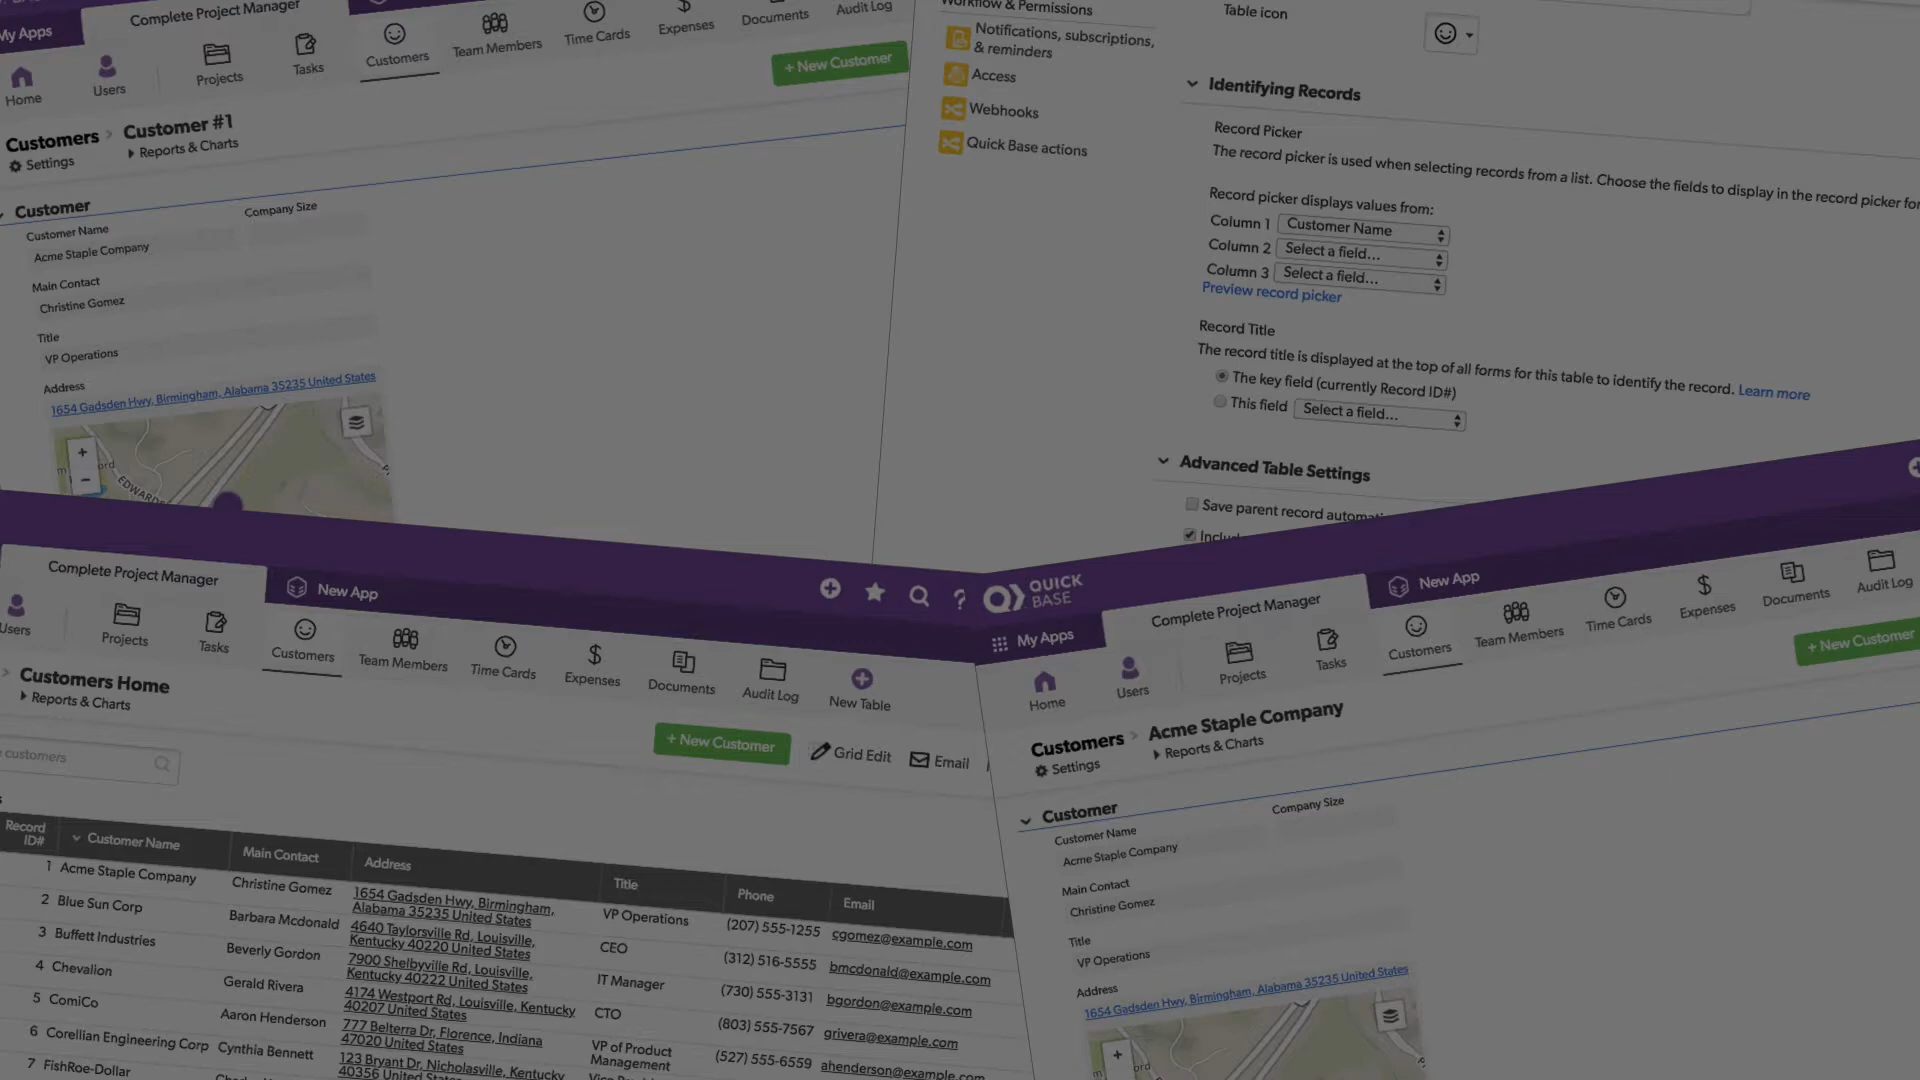 My Apps
Complete Project Manager
Home
Users
Projects
Tasks
Customers
Team Members
Time Cards
Expenses
Documents
Audit Log
+ New Customer
Customers > Customer #1
Settings
Reports & Charts
Customer
Customer Name
Company Size
Acme Staple Company
Main Contact
Christine Gomez
Title
VP Operations
Address
1654 Gadsden Hwy, Birmingham, Alabama 35235 United States
+
−
Workflow & Permissions
Notifications, subscriptions,
& reminders
Access
Webhooks
Quick Base actions
Table icon
Identifying Records
Record Picker
The record picker is used when selecting records from a list. Choose the fields to display in the record picker for
Record picker displays values from:
Column 1 Customer Name
Column 2 Select a field...
Column 3 Select a field...
Preview record picker
Record Title
The record title is displayed at the top of all forms for this table to identify the record. Learn more
The key field (currently Record ID#)
This field Select a field...
Advanced Table Settings
Save parent record
Complete Project Manager
New App
?
Users
Projects
Tasks
Customers
Team Members
Time Cards
Expenses
Documents
Audit Log
New Table
> Customers Home
Reports & Charts
+ New Customer
Grid Edit
Email
customers
Record
ID#
Customer Name
Main Contact
Address
Title
Phone
Email
1 Acme Staple Company Christine Gomez 1654 Gadsden Hwy, Birmingham,
Alabama 35235 United States VP Operations (207) 555-1255 cgomez@example.com
2 Blue Sun Corp Barbara Mcdonald 4640 Taylorsville Rd, Louisville,
Kentucky 40220 United States CEO (312) 516-5555 bmcdonald@example.com
3 Buffett Industries Beverly Gordon 7900 Shelbyville Rd, Louisville,
Kentucky 40222 United States IT Manager (730) 555-3131 bgordon@example.com
4 Chevalion Gerald Rivera 4174 Westport Rd, Louisville, Kentucky
40207 United States CTO (803) 555-7567 grivera@example.com
5 ComiCo Aaron Henderson 777 Belterra Dr, Florence, Indiana
47020 United States VP of Product
Management (527) 555-6559 ahenderson@example.com
6 Corellian Engineering Corp Cynthia Bennett 123 Bryant Dr, Nicholasville, Kentucky
40356 United States
7 FishRoe-Dollar
QUICK
BASE
My Apps
Complete Project Manager
New App
Home
Users
Projects
Tasks
Customers
Team Members
Time Cards
Expenses
Documents
Audit Log
+ New Customer
Customers > Acme Staple Company
Settings
Reports & Charts
Customer
Customer Name
Company Size
Acme Staple Company
Main Contact
Christine Gomez
Title
VP Operations
Address
1654 Gadsden Hwy, Birmingham, Alabama 35235 United States
+